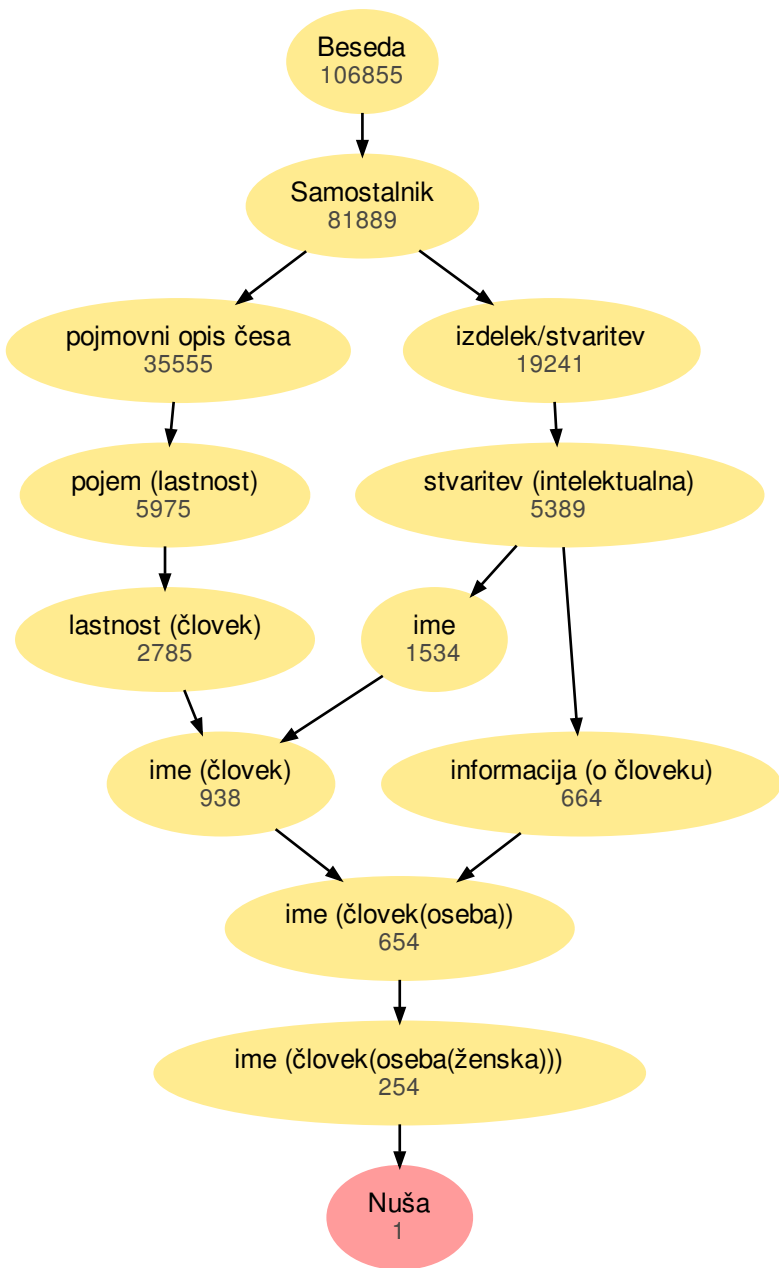 Beseda
106855
Samostalnik
81889
pojmovni opis česa
35555
izdelek/stvaritev
19241
pojem (lastnost)
5975
stvaritev (intelektualna)
5389
lastnost (človek)
2785
ime
1534
ime (človek)
938
informacija (o človeku)
664
ime (človek(oseba))
654
ime (človek(oseba(ženska)))
254
Nuša
1